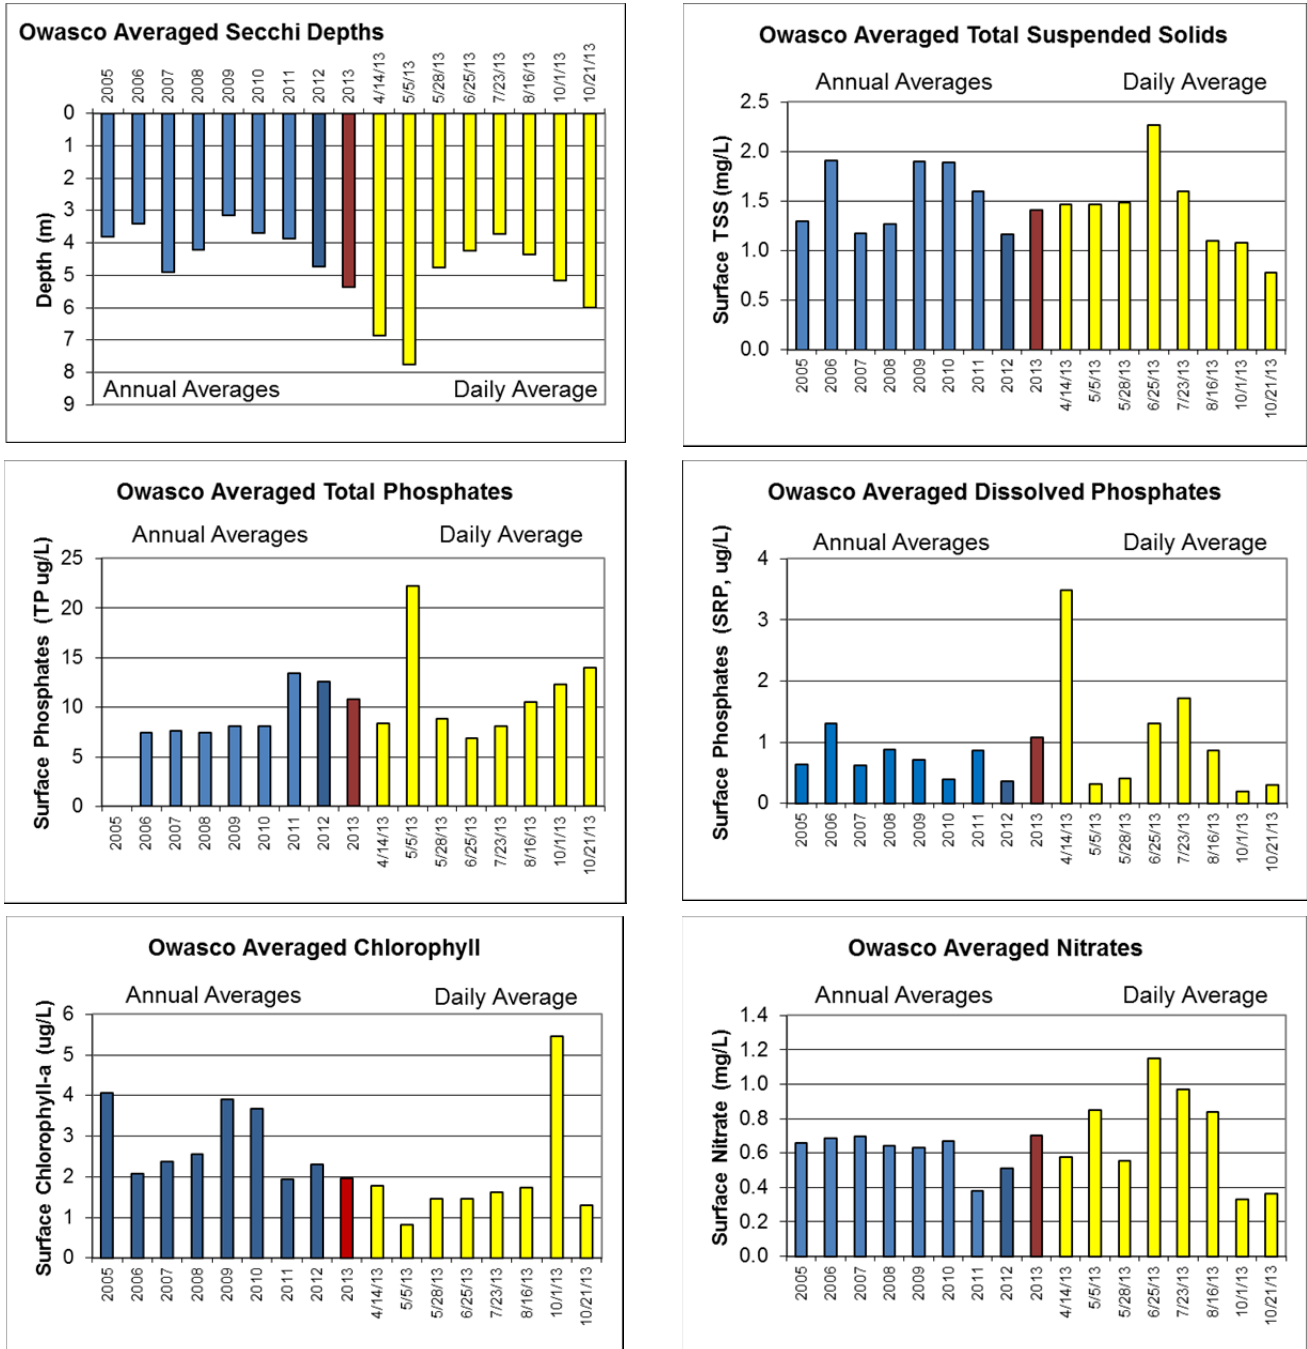 Owasco Averaged Secchi Depths
2005 2006 2007 2008 2009 2010 2011 2012 2013 4/14/13 5/5/13 5/28/13 6/25/13 7/23/13 8/16/13 10/1/13 10/21/13
0
1
2
3
4
5
6
7
8
9
Depth (m)
Annual Averages Daily Average
Owasco Averaged Total Suspended Solids
Annual Averages Daily Average
2.5
2.0
1.5
1.0
0.5
0.0
Surface TSS (mg/L)
2005 2006 2007 2008 2009 2010 2011 2012 2013 4/14/13 5/5/13 5/28/13 6/25/13 7/23/13 8/16/13 10/1/13 10/21/13
Owasco Averaged Total Phosphates
Annual Averages Daily Average
25
20
15
10
5
0
Surface Phosphates (TP ug/L)
2005 2006 2007 2008 2009 2010 2011 2012 2013 4/14/13 5/5/13 5/28/13 6/25/13 7/23/13 8/16/13 10/1/13 10/21/13
Owasco Averaged Dissolved Phosphates
Annual Averages Daily Average
4
3
2
1
0
Surface Phosphates (SRP, ug/L)
2005 2006 2007 2008 2009 2010 2011 2012 2013 4/14/13 5/5/13 5/28/13 6/25/13 7/23/13 8/16/13 10/1/13 10/21/13
Owasco Averaged Chlorophyll
Annual Averages Daily Average
6
5
4
3
2
1
0
Surface Chlorophyll-a (ug/L)
2005 2006 2007 2008 2009 2010 2011 2012 2013 4/14/13 5/5/13 5/28/13 6/25/13 7/23/13 8/16/13 10/1/13 10/21/13
Owasco Averaged Nitrates
Annual Averages Daily Average
1.4
1.2
1.0
0.8
0.6
0.4
0.2
0.0
Surface Nitrate (mg/L)
2005 2006 2007 2008 2009 2010 2011 2012 2013 4/14/13 5/5/13 5/28/13 6/25/13 7/23/13 8/16/13 10/1/13 10/21/13